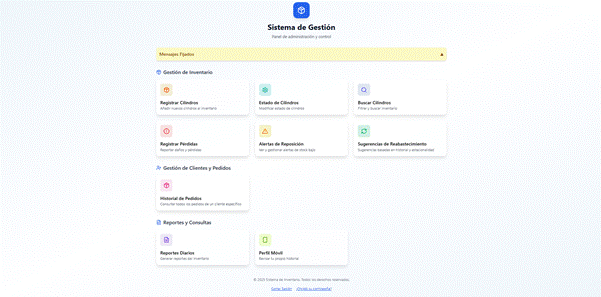 Sistema de Gestión
Panel de administración y control
Mensajes Fijados
Gestión de Inventario
Registrar Cilindros
Añadir nuevos cilindros al inventario
Estado de Cilindros
Modificar estado de cilindros
Buscar Cilindros
Filtrar y buscar inventario
Registrar Pérdidas
Reportar daños y pérdidas
Alertas de Reposición
Ver y gestionar alertas de stock bajo
Sugerencias de Reabastecimiento
Sugerencias basadas en historial y estacionalidad
Gestión de Clientes y Pedidos
Historial de Pedidos
Consultar todos los pedidos de un cliente específico
Reportes y Consultas
Reportes Diarios
Generar reportes del inventario
Perfil Móvil
Revisa tu propio historial
© 2025 Sistema de Inventario. Todos los derechos reservados.
Cerrar Sesión ¿Olvidó su contraseña?